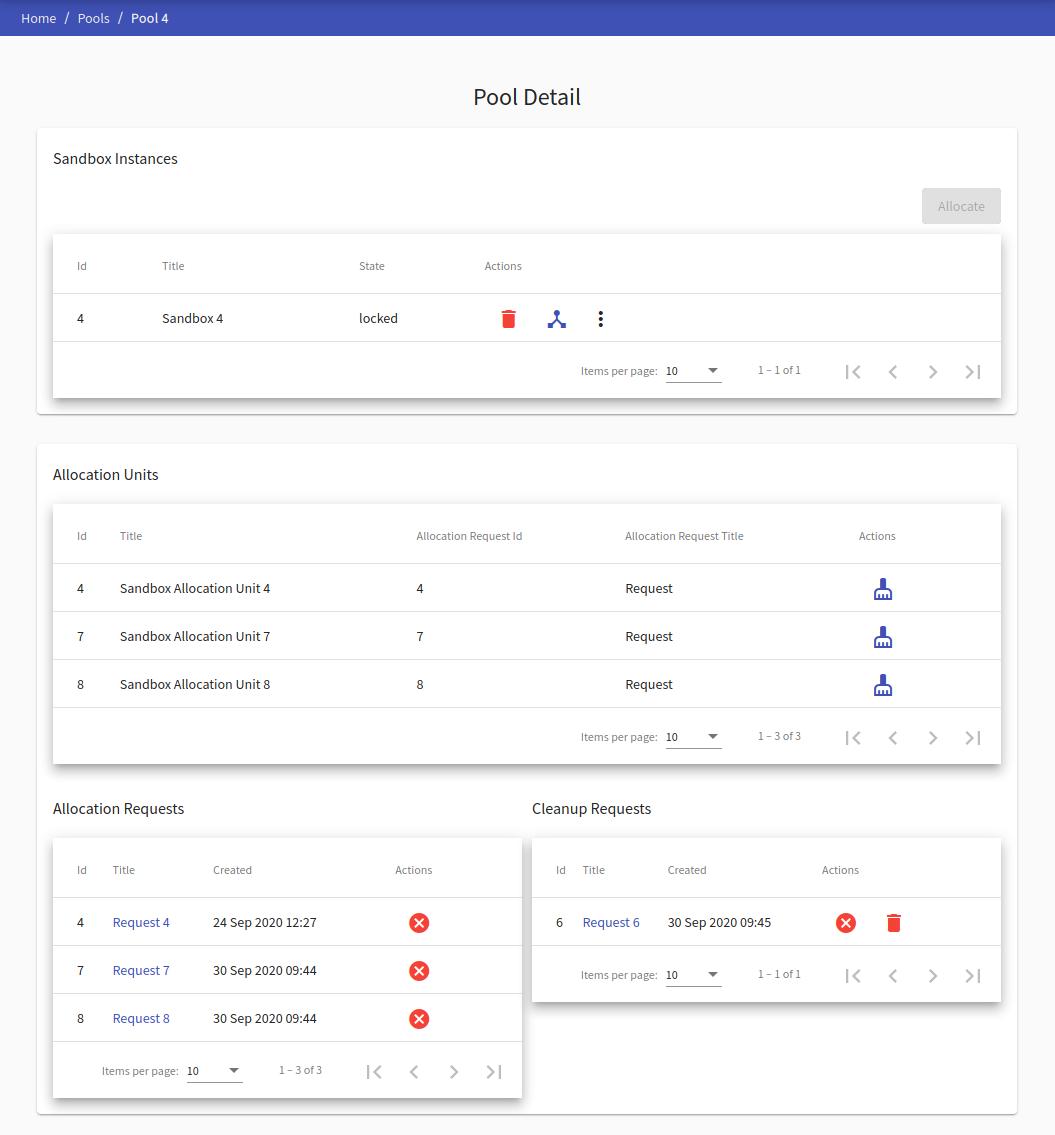 Home / Pools / Pool 4
Pool Detail
Sandbox Instances
Allocate
Id Title State Actions
4 Sandbox 4 locked
Items per page: 10 1 – 1 of 1
Allocation Units
Id Title Allocation Request Id Allocation Request Title Actions
4 Sandbox Allocation Unit 4 4 Request
7 Sandbox Allocation Unit 7 7 Request
8 Sandbox Allocation Unit 8 8 Request
Items per page: 10 1 – 3 of 3
Allocation Requests
Id Title Created Actions
4 Request 4 24 Sep 2020 12:27
7 Request 7 30 Sep 2020 09:44
8 Request 8 30 Sep 2020 09:44
Items per page: 10 1 – 3 of 3
Cleanup Requests
Id Title Created Actions
6 Request 6 30 Sep 2020 09:45
Items per page: 10 1 – 1 of 1